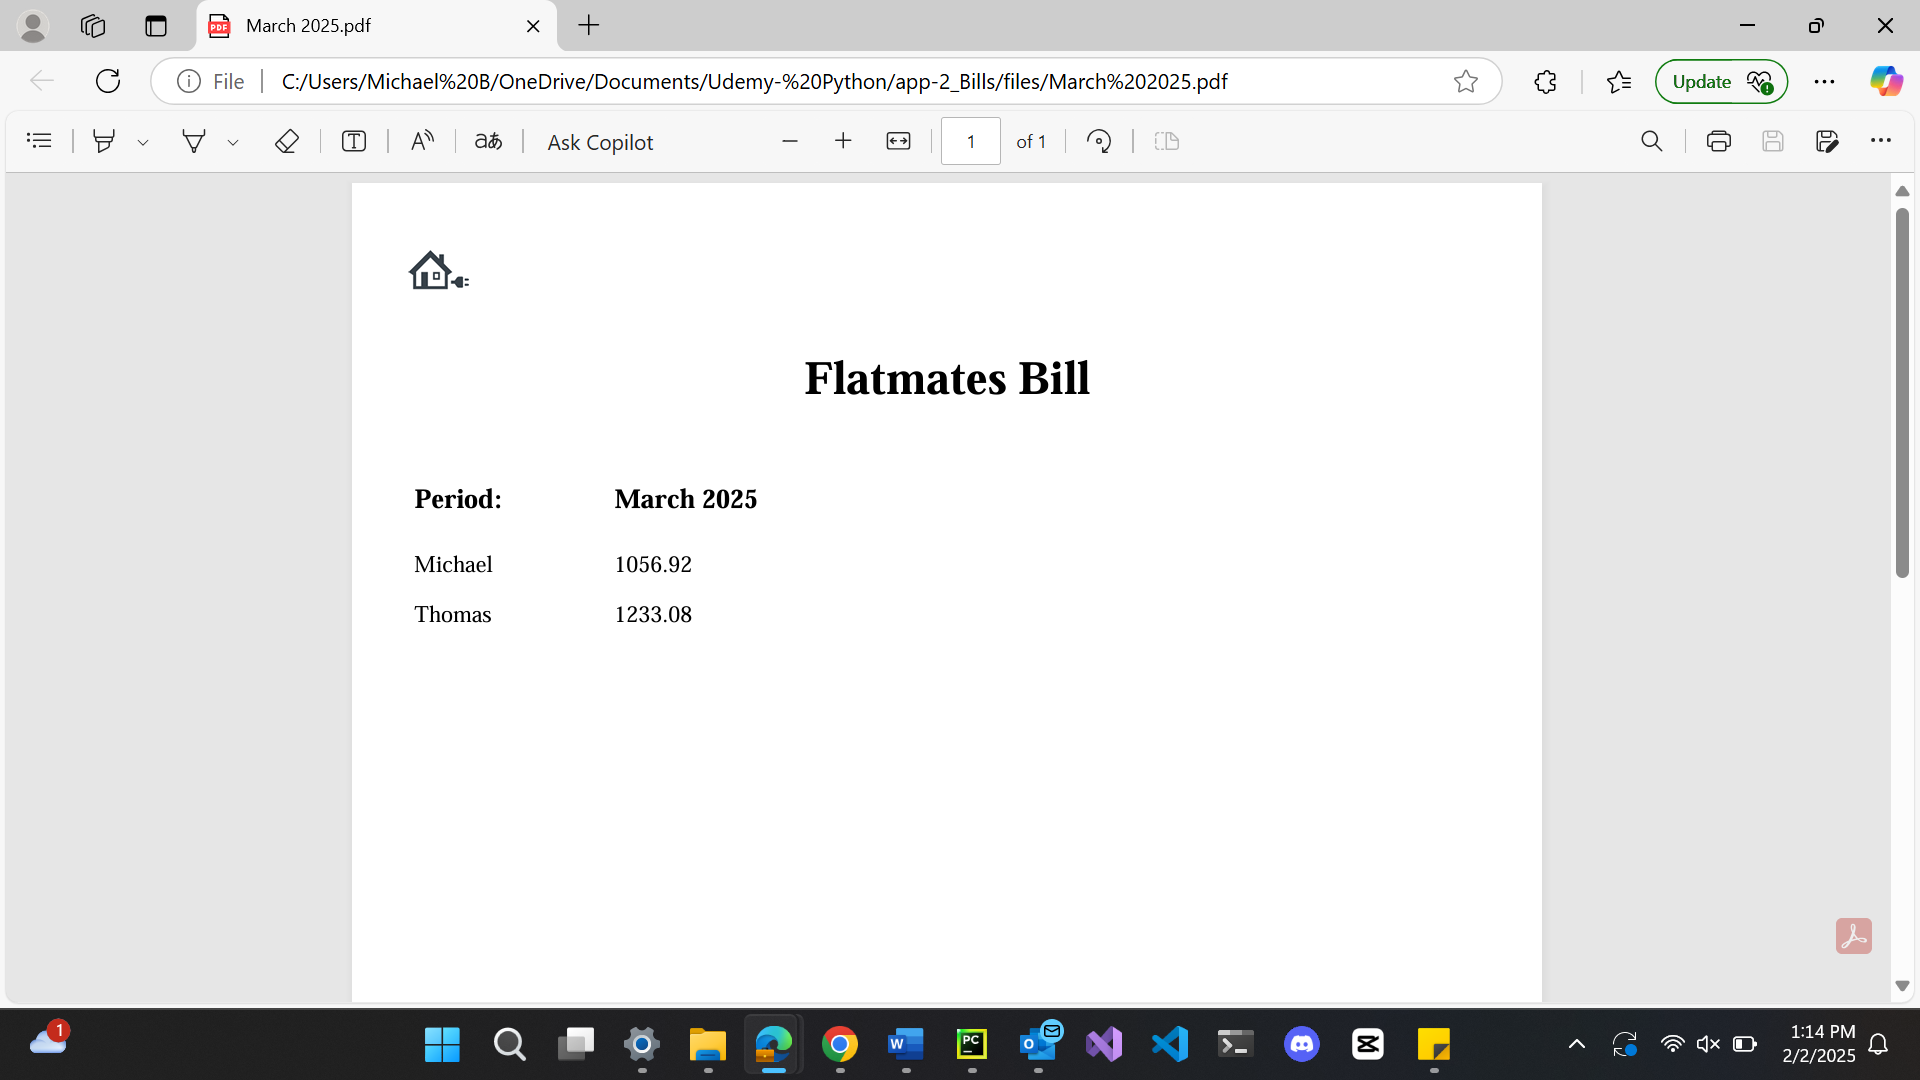 March 2025.pdf
File
C:/Users/Michael%20B/OneDrive/Documents/Udemy-%20Python/app-2_Bills/files/March%202025.pdf
Update
aあ
Ask Copilot
1
of 1
Flatmates Bill
Period: March 2025
Michael 1056.92
Thomas 1233.08
1
1:14 PM
2/2/2025